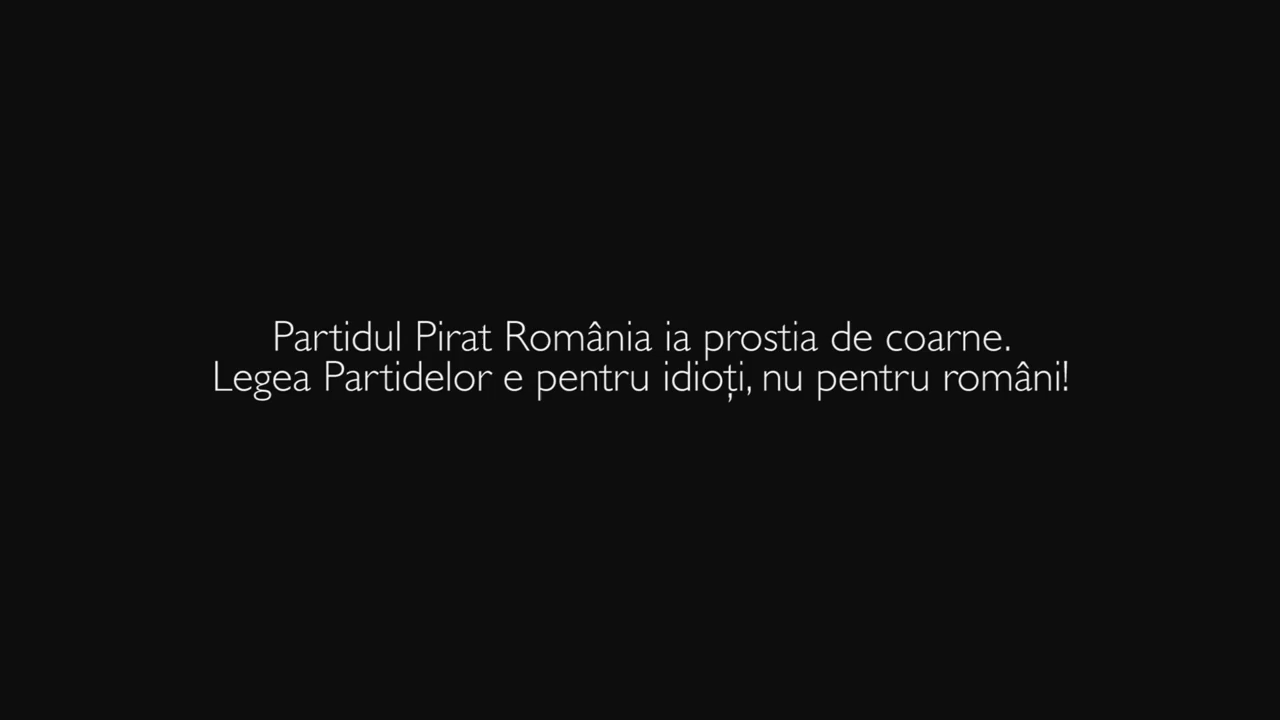 Partidul Pirat România ia prostia de coarne.
Legea Partidelor e pentru idioți, nu pentru români!